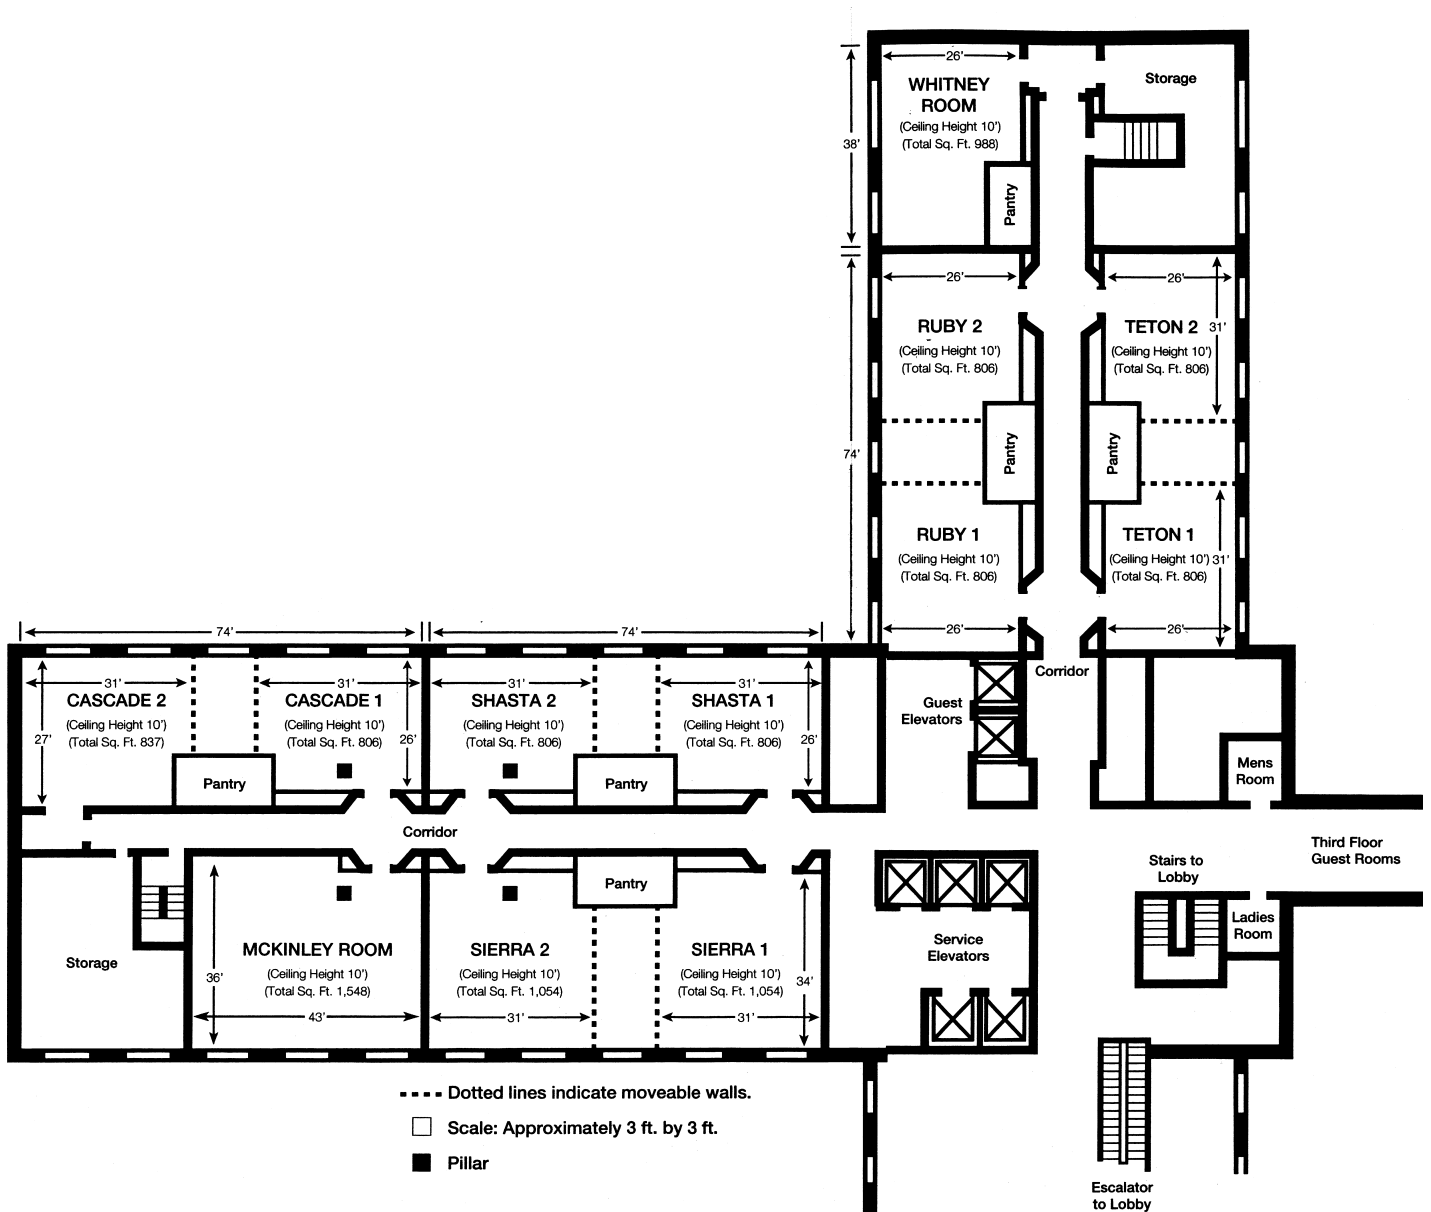 26'
WHITNEY
ROOM
(Ceiling Height 10')
(Total Sq. Ft. 988)
38'
Pantry
Storage
74'
26'
RUBY 2
(Ceiling Height 10')
(Total Sq. Ft. 806)
26'
TETON 2
31'
(Ceiling Height 10')
(Total Sq. Ft. 806)
Pantry
Pantry
RUBY 1
(Ceiling Height 10')
(Total Sq. Ft. 806)
26'
TETON 1
(Ceiling Height 10')
31'
(Total Sq. Ft. 806)
26'
74'
74'
31'
CASCADE 2
(Ceiling Height 10')
(Total Sq. Ft. 837)
27'
31'
CASCADE 1
(Ceiling Height 10')
(Total Sq. Ft. 806)
26'
Pantry
31'
SHASTA 2
(Ceiling Height 10')
(Total Sq. Ft. 806)
31'
SHASTA 1
(Ceiling Height 10')
(Total Sq. Ft. 806)
26'
Pantry
Guest
Elevators
Corridor
Mens
Room
Corridor
Third Floor
Guest Rooms
Stairs to
Lobby
Ladies
Room
Storage
36'
MCKINLEY ROOM
(Ceiling Height 10')
(Total Sq. Ft 1,548)
43'
Pantry
SIERRA 2
(Ceiling Height 10')
(Total Sq. Ft. 1,054)
31'
SIERRA 1
(Ceiling Height 10')
(Total Sq. Ft. 1,054)
34'
31'
Service
Elevators
Dotted lines indicate moveable walls.
Scale: Approximately 3 ft. by 3 ft.
Pillar
Escalator
to Lobby